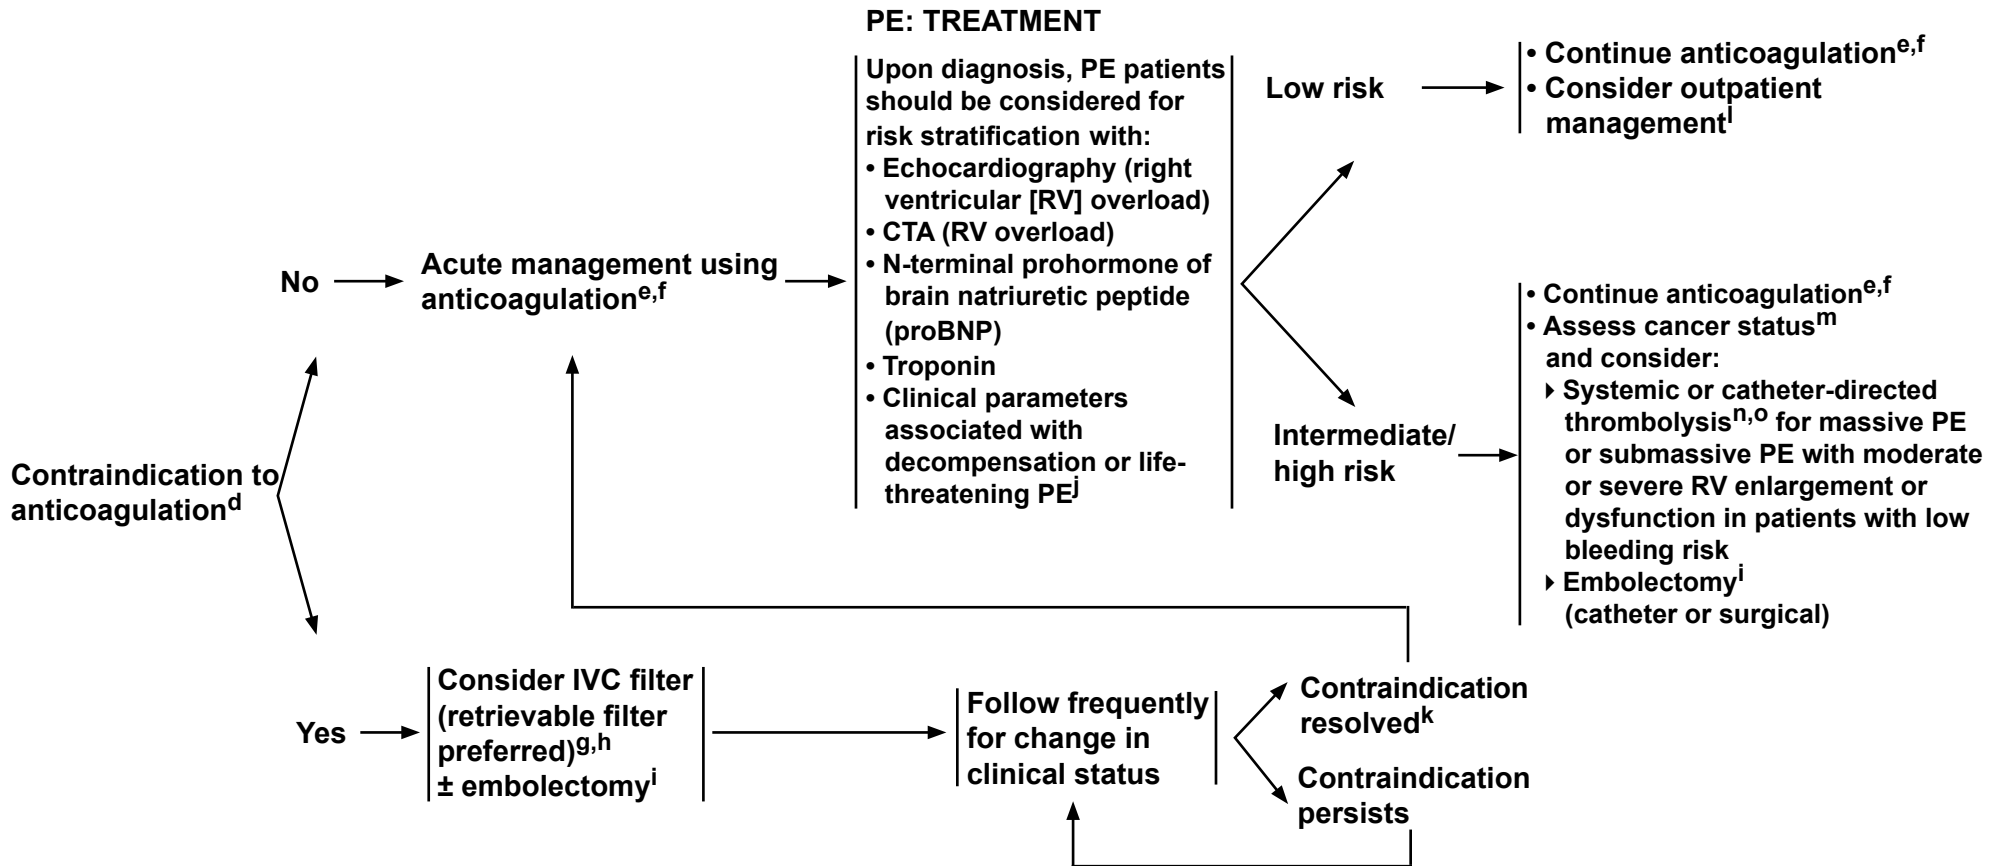 PE: TREATMENT
Contraindication to
anticoagulationd
No
Acute management using
anticoagulatione,f
Upon diagnosis, PE patients
should be considered for
risk stratification with:
• Echocardiography (right
ventricular [RV] overload)
• CTA (RV overload)
• N-terminal prohormone of
brain natriuretic peptide
(proBNP)
• Troponin
• Clinical parameters
associated with
decompensation or life-
threatening PEj
Low risk
• Continue anticoagulatione,f
• Consider outpatient
managementl
Intermediate/
high risk
• Continue anticoagulatione,f
• Assess cancer statusm
and consider:
▸ Systemic or catheter-directed
thrombolysisn,o for massive PE
or submassive PE with moderate
or severe RV enlargement or
dysfunction in patients with low
bleeding risk
▸ Embolectomyi
(catheter or surgical)
Yes
Consider IVC filter
(retrievable filter
preferred)g,h
± embolectomyi
Follow frequently
for change in
clinical status
Contraindication
resolvedk
Contraindication
persists